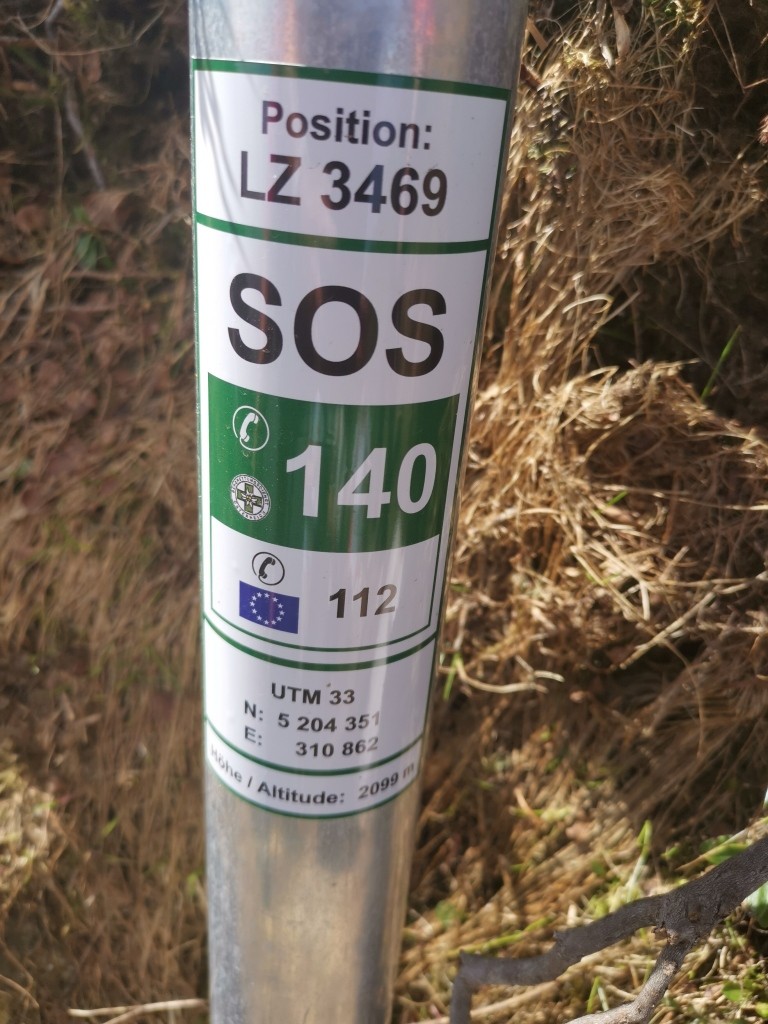 Position:
LZ 3469
SOS
140
112
UTM 33
N: 5 204 351
E: 310 862
Höhe / Altitude: 2099 m